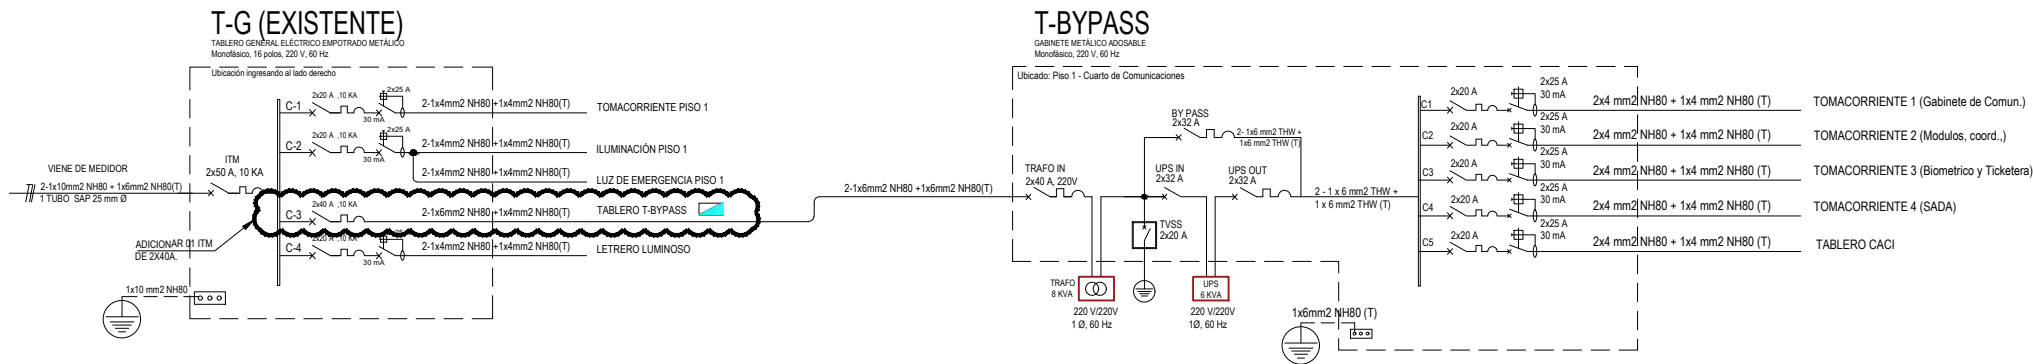 T-G (EXISTENTE)
TABLERO GENERAL ELÉCTRICO EMPOTRADO METÁLICO
Monofásico, 16 polos, 220 V, 60 Hz
Ubicación ingresando al lado derecho
VIENE DE MEDIDOR
2-1x10mm2 NH80 + 1x6mm2 NH80(T)
1 TUBO SAP 25 mm Ø
ITM
2x50 A, 10 KA
C-1
2x20 A ,10 KA
2x25 A
30 mA
2-1x4mm2 NH80 +1x4mm2 NH80(T)
TOMACORRIENTE PISO 1
C-2
2x20 A ,10 KA
2x25 A
30 mA
2-1x4mm2 NH80 +1x4mm2 NH80(T)
ILUMINACIÓN PISO 1
2-1x4mm2 NH80 +1x4mm2 NH80(T)
LUZ DE EMERGENCIA PISO 1
C-3
2x40 A ,10 KA
2-1x6mm2 NH80 +1x4mm2 NH80(T)
TABLERO T-BYPASS
C-4
2x20 A ,10 KA
2x25 A
30 mA
2-1x4mm2 NH80 +1x4mm2 NH80(T)
LETRERO LUMINOSO
ADICIONAR 01 ITM
DE 2X40A.
1x10 mm2 NH80
2-1x6mm2 NH80 +1x6mm2 NH80(T)
T-BYPASS
GABINETE METÁLICO ADOSABLE
Monofásico, 220 V, 60 Hz
Ubicado: Piso 1 - Cuarto de Comunicaciones
TRAFO IN
2x40 A, 220V
BY PASS
2x32 A
2- 1x6 mm2 THW +
1x6 mm2 THW (T)
UPS IN
2x32 A
UPS OUT
2x32 A
2 - 1 x 6 mm2 THW +
1 x 6 mm2 THW (T)
TVSS
2x20 A
TRAFO
8 KVA
220 V/220V
1 Ø, 60 Hz
UPS
6 KVA
220 V/220V
1Ø, 60 Hz
1x6mm2 NH80 (T)
C1
2x20 A
2x25 A
30 mA
2x4 mm2 NH80 + 1x4 mm2 NH80 (T)
TOMACORRIENTE 1 (Gabinete de Comun.)
C2
2x20 A
2x25 A
30 mA
2x4 mm2 NH80 + 1x4 mm2 NH80 (T)
TOMACORRIENTE 2 (Modulos, coord.,)
C3
2x20 A
2x25 A
30 mA
2x4 mm2 NH80 + 1x4 mm2 NH80 (T)
TOMACORRIENTE 3 (Biometrico y Ticketera)
C4
2x20 A
2x25 A
30 mA
2x4 mm2 NH80 + 1x4 mm2 NH80 (T)
TOMACORRIENTE 4 (SADA)
C5
2x20 A
2x25 A
30 mA
2x4 mm2 NH80 + 1x4 mm2 NH80 (T)
TABLERO CACI